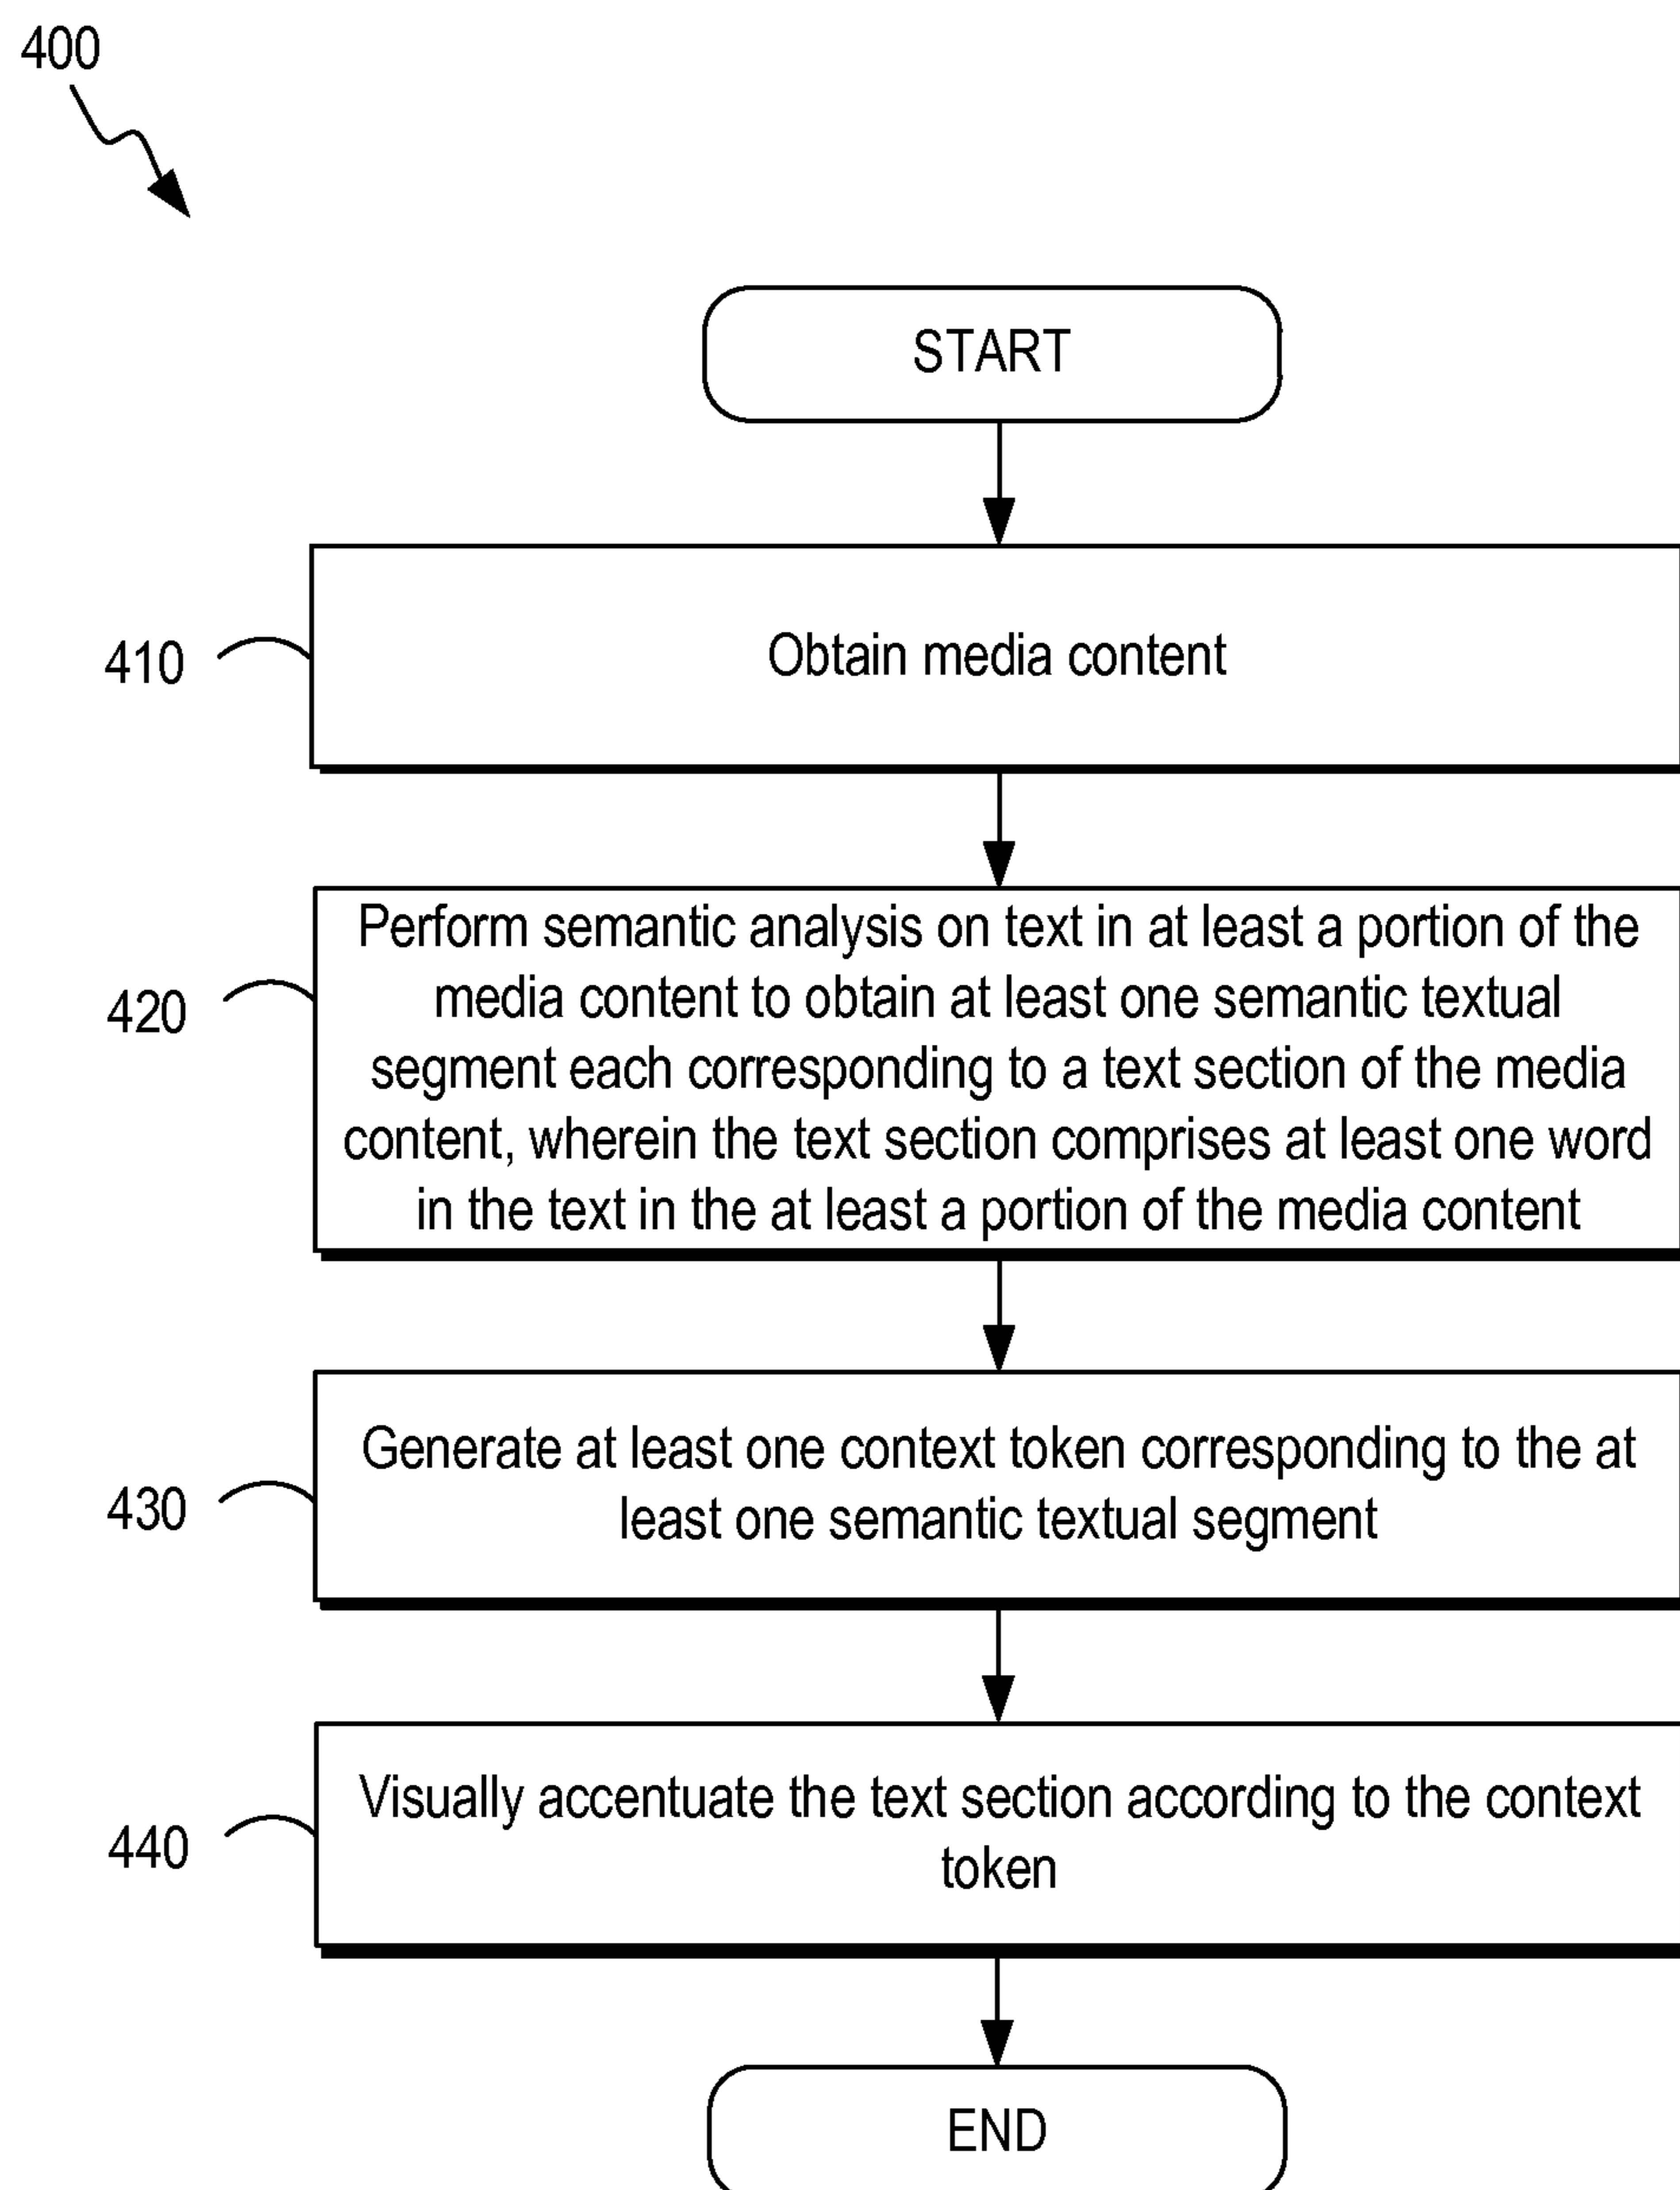 400
START
410
Obtain media content
420
Perform semantic analysis on text in at least a portion of the
media content to obtain at least one semantic textual
segment each corresponding to a text section of the media
content, wherein the text section comprises at least one word
in the text in the at least a portion of the media content
430
Generate at least one context token corresponding to the at
least one semantic textual segment
440
Visually accentuate the text section according to the context
token
END